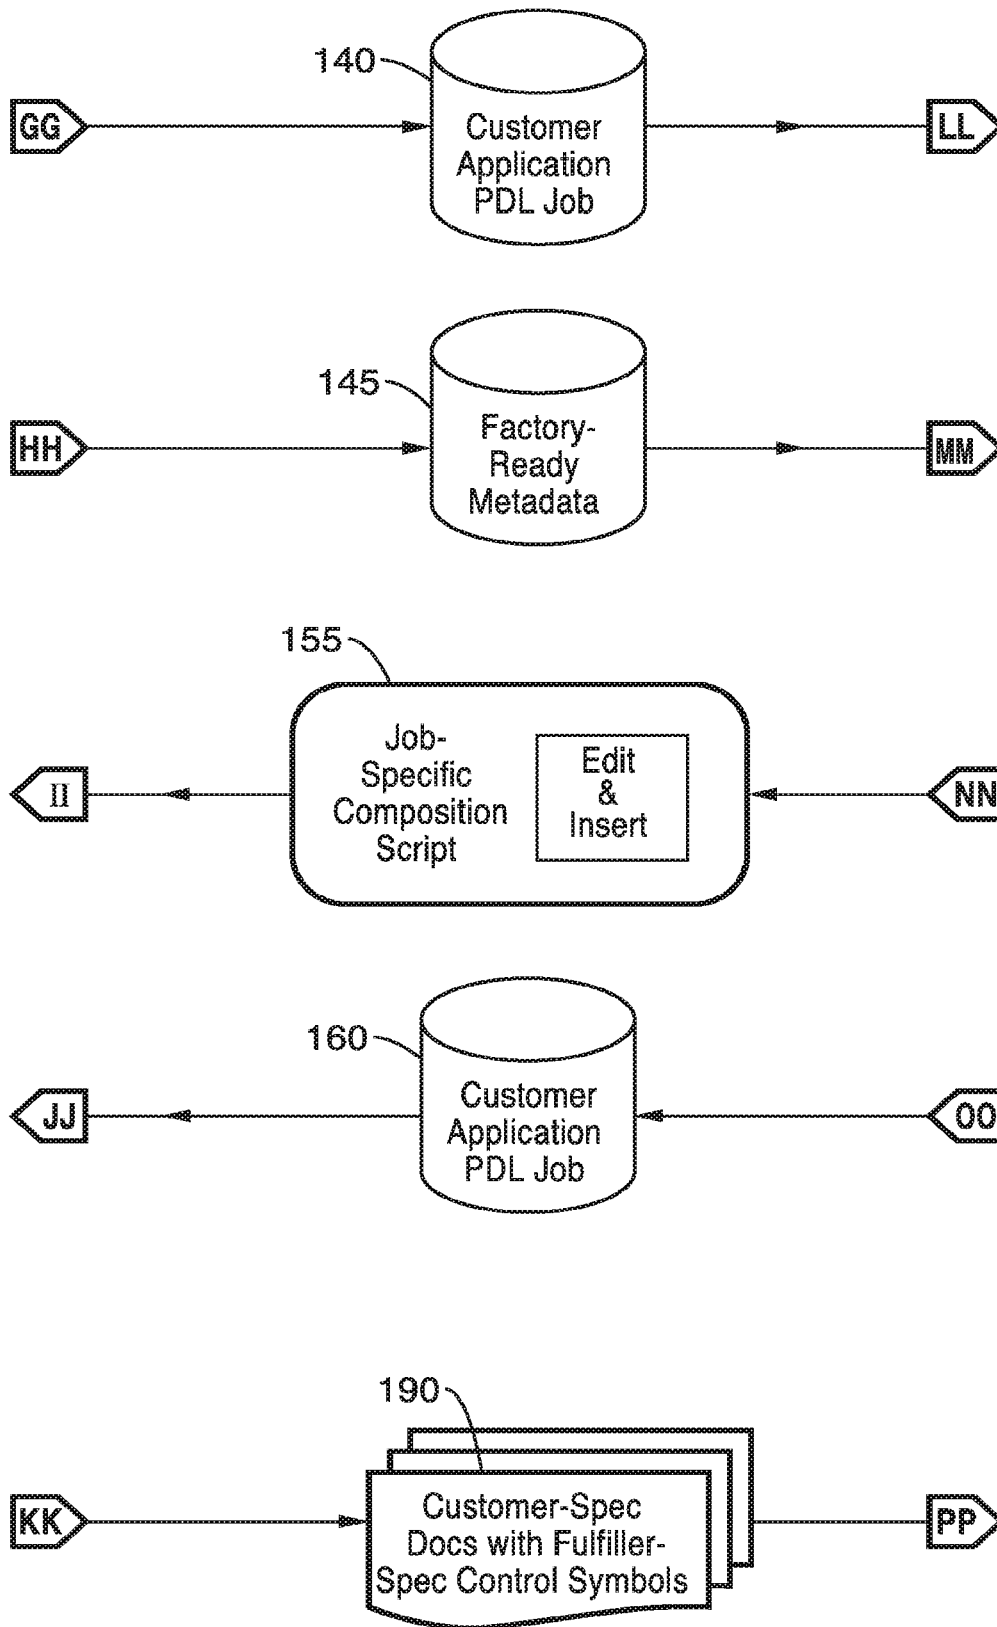 140
GG
Customer
Application
PDL Job
LL
145
HH
Factory-
Ready
Metadata
MM
155
II
Job-
Specific
Composition
Script
Edit
&
Insert
NN
160
JJ
Customer
Application
PDL Job
OO
190
KK
Customer-Spec
Docs with Fulfiller-
Spec Control Symbols
PP